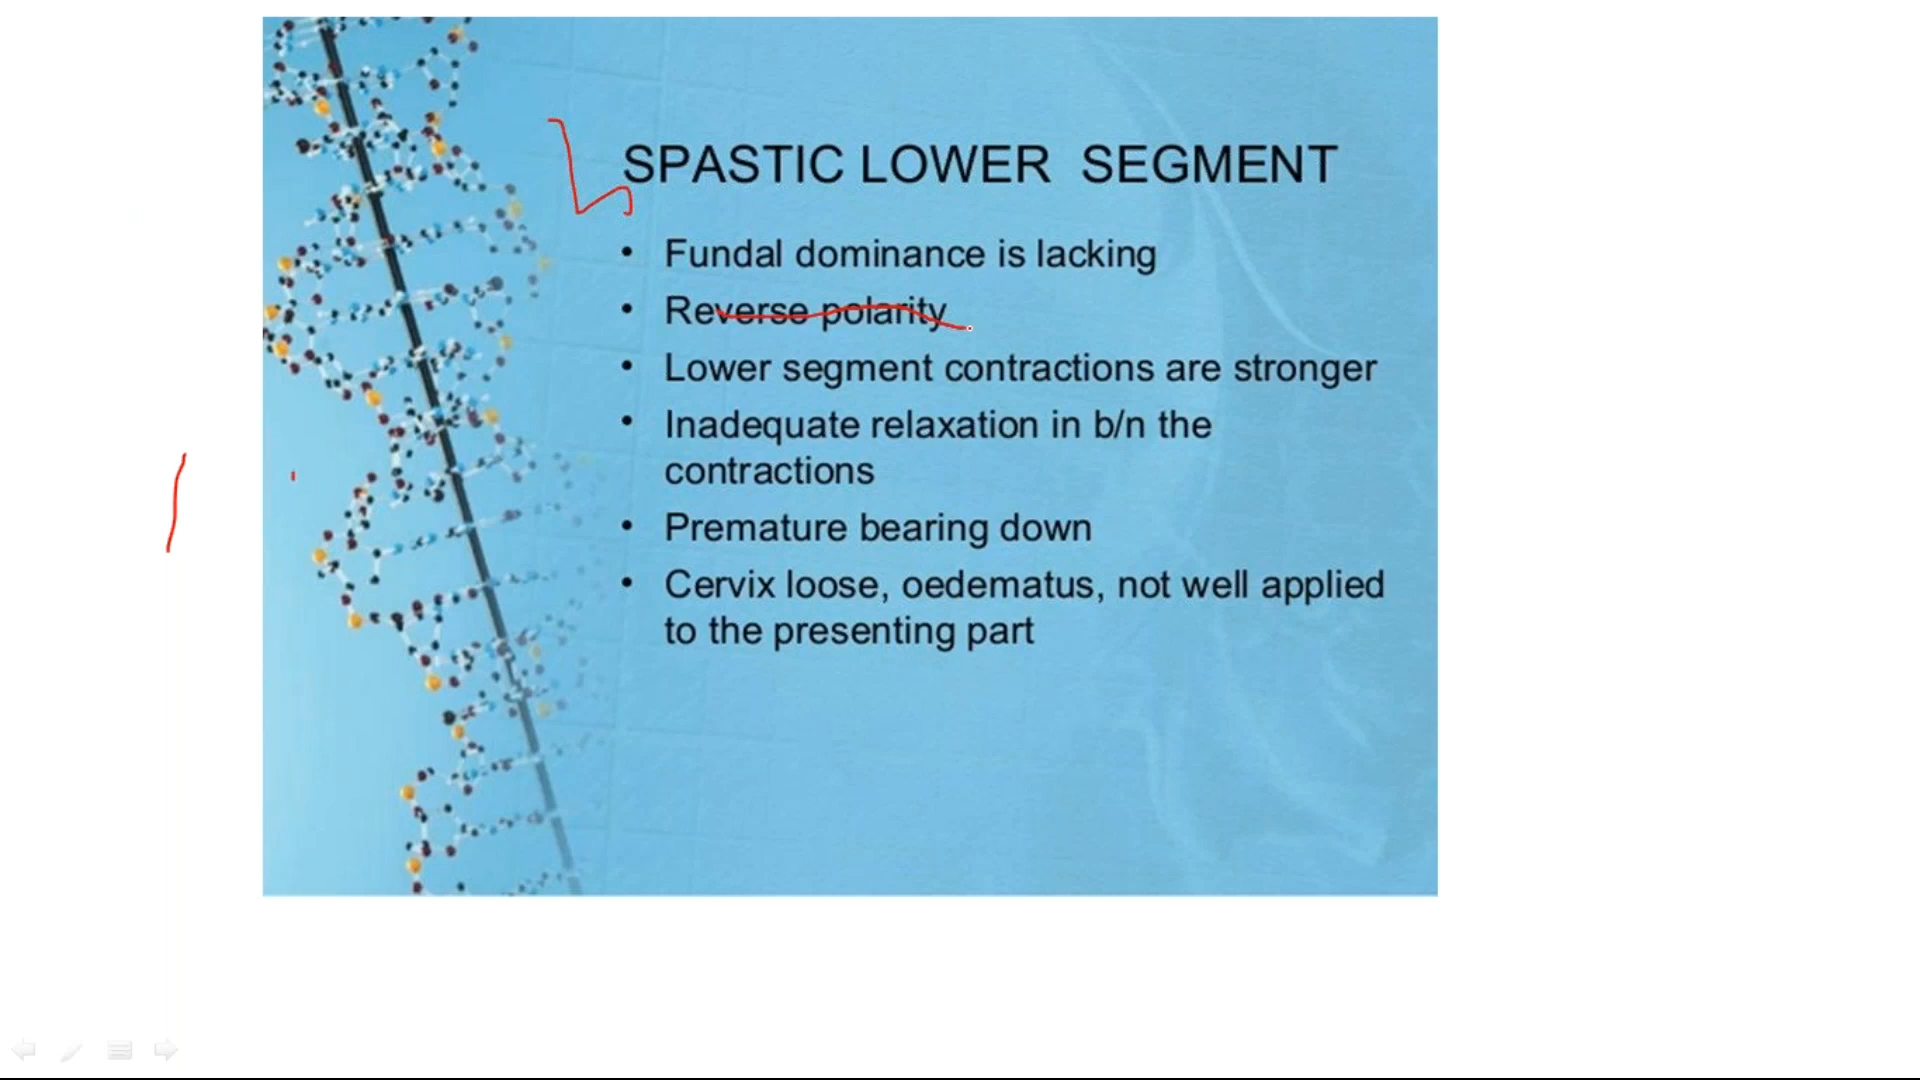 SPASTIC LOWER SEGMENT
• Fundal dominance is lacking
• Reverse polarity
• Lower segment contractions are stronger
• Inadequate relaxation in b/n the
contractions
• Premature bearing down
• Cervix loose, oedematus, not well applied
to the presenting part